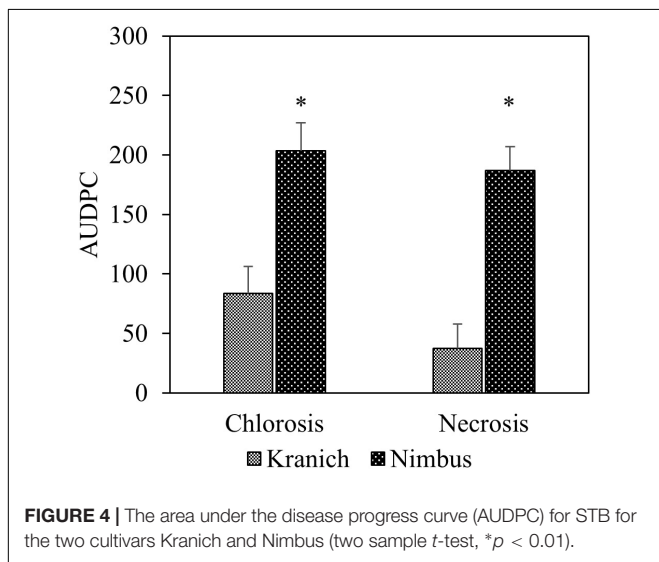 300
250
* *
200
150
AUDPC
100
50
0
Chlorosis Necrosis
Kranich Nimbus
FIGURE 4 | The area under the disease progress curve (AUDPC) for STB for
the two cultivars Kranich and Nimbus (two sample t-test, *p < 0.01).